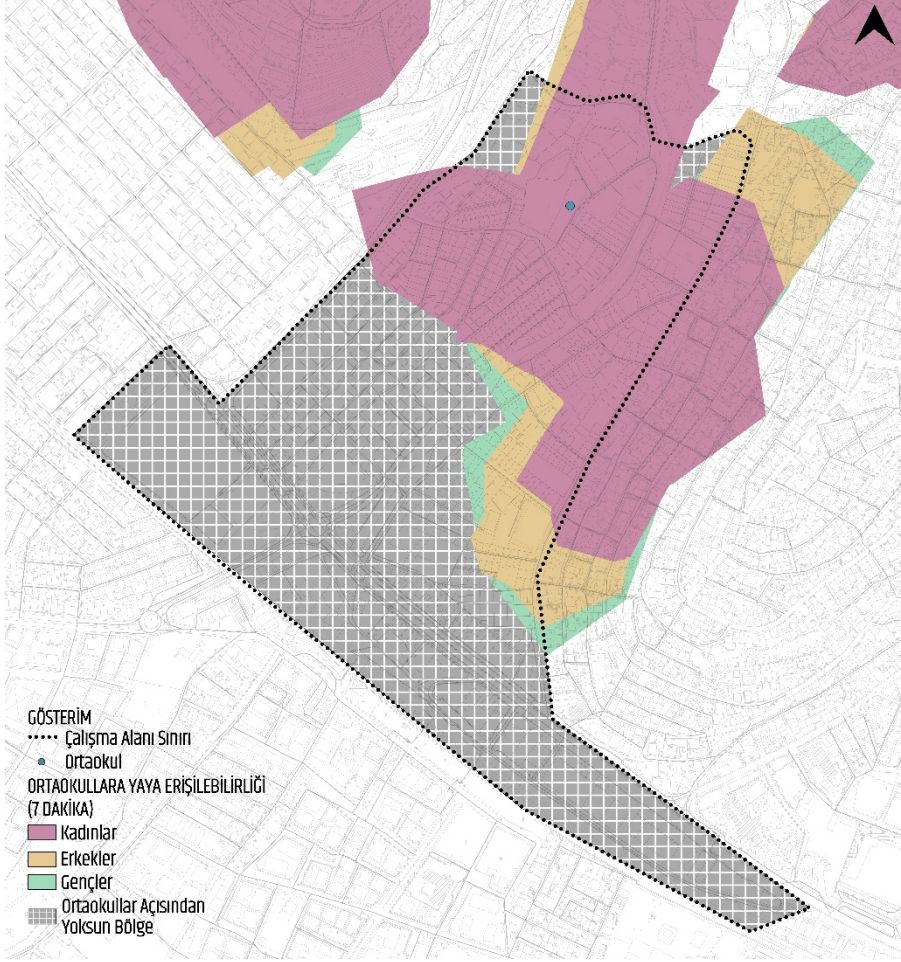 GÖSTERİM
Çalışma Alanı Sınırı
Ortaokul
ORTAOKULLARA YAYA ERİŞİLEBİLİRLİĞİ
(7 DAKİKA)
Kadınlar
Erkekler
Gençler
Ortaokullar Açısından
Yoksun Bölge